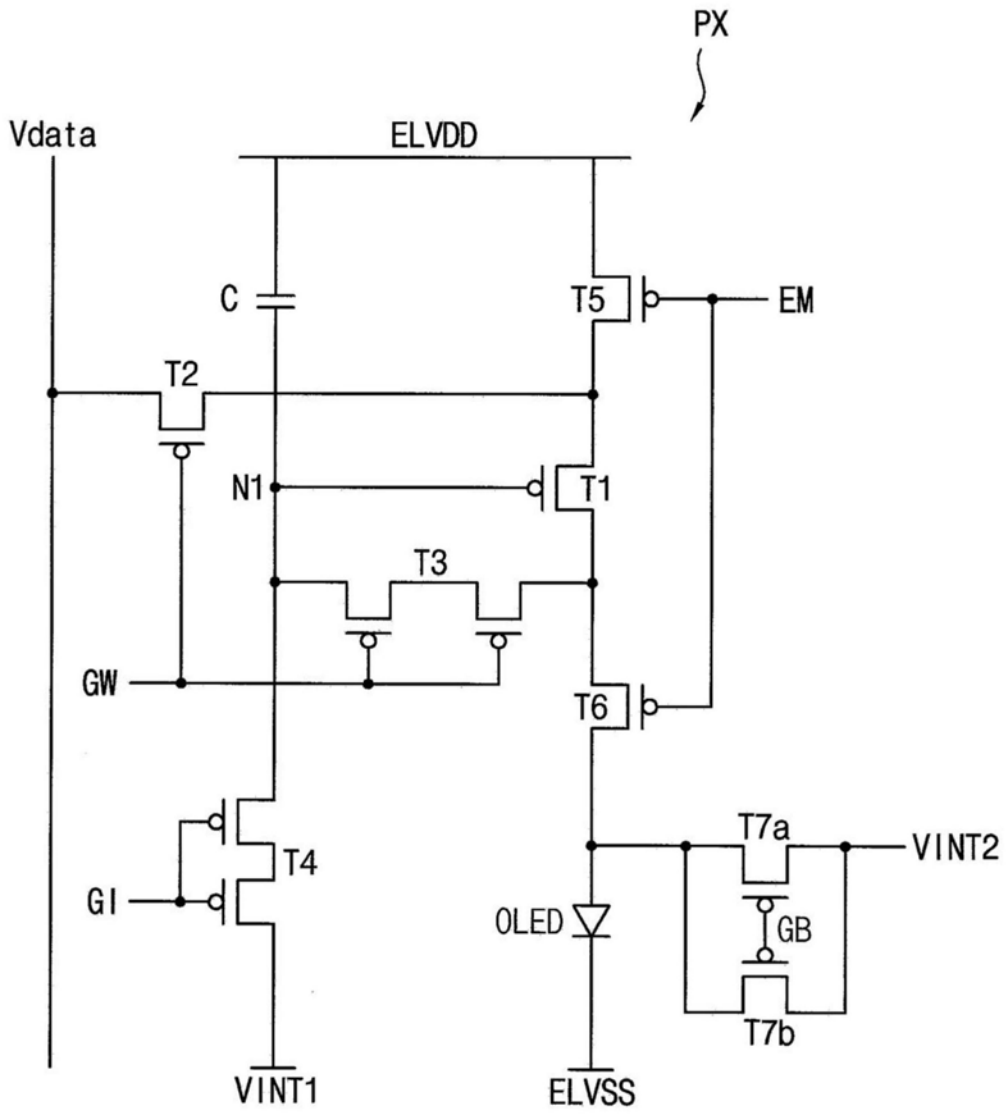 PX
Vdata
ELVDD
C
T5
EM
T2
N1
T1
T3
GW
T6
T7a
VINT2
T4
GI
OLED
GB
T7b
VINT1
ELVSS